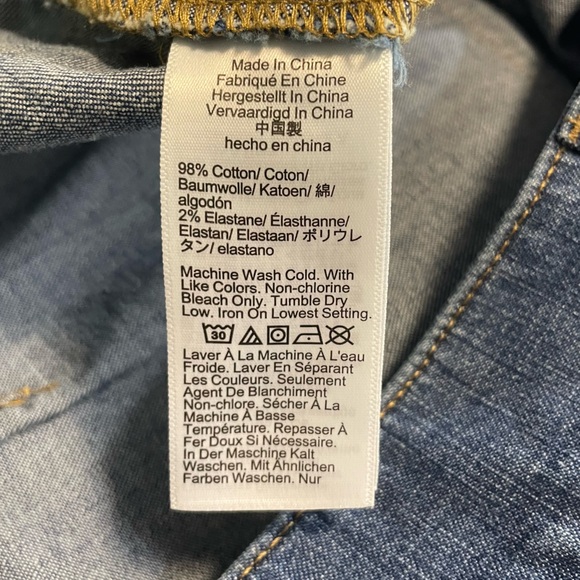 Made In China
Fabriqué En Chine
Hergestellt In China
Vervaardigd In China
中国製
hecho en china
98% Cotton/ Coton/
Baumwolle/ Katoen/ 綿/
algodón
2% Elastane/ Élasthanne/
Elastan/ Elastaan/ ポリウレ
タン/ elastano
Machine Wash Cold. With
Like Colors. Non-chlorine
Bleach Only. Tumble Dry
Low. Iron On Lowest Setting.
30
Laver À La Machine À L'eau
Froide. Laver En Séparant
Les Couleurs. Seulement
Agent De Blanchiment
Non-chlore. Sécher À La
Machine À Basse
Température. Repasser À
Fer Doux Si Nécessaire.
In Der Maschine Kalt
Waschen. Mit Ähnlichen
Farben Waschen. Nur